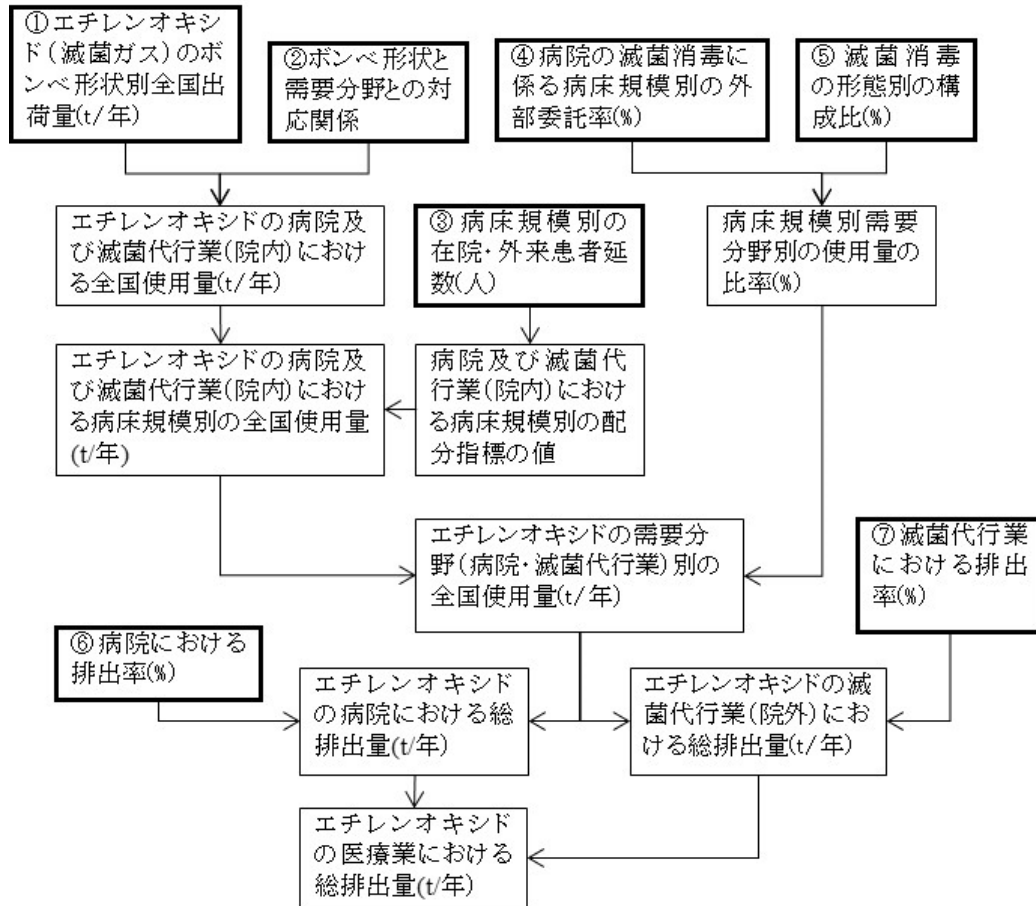 ①エチレンオキシ
ド(滅菌ガス)のボ
ンベ形状別全国出
荷量(t/年)
②ボンベ形状と
需要分野との対
応関係
④病院の滅菌消毒に
係る病床規模別の外
部委託率(%)
⑤滅菌消毒
の形態別の構
成比(%)
エチレンオキシドの病院及
び滅菌代行業(院内)におけ
る全国使用量(t/年)
③病床規模別の
在院・外来患者延
数(人)
病床規模別需要
分野別の使用量の
比率(%)
エチレンオキシドの病院及
び滅菌代行業(院内)におけ
る病床規模別の全国使用量
(t/年)
病院及び滅菌代
行業(院内)におけ
る病床規模別の配
分指標の値
エチレンオキシドの需要分
野(病院・滅菌代行業)別の
全国使用量(t/年)
⑦滅菌代行業
における排出
率(%)
⑥病院における
排出率(%)
エチレンオキシド
の病院における総
排出量(t/年)
エチレンオキシドの滅
菌代行業(院外)にお
ける総排出量(t/年)
エチレンオキシド
の医療業における
総排出量(t/年)